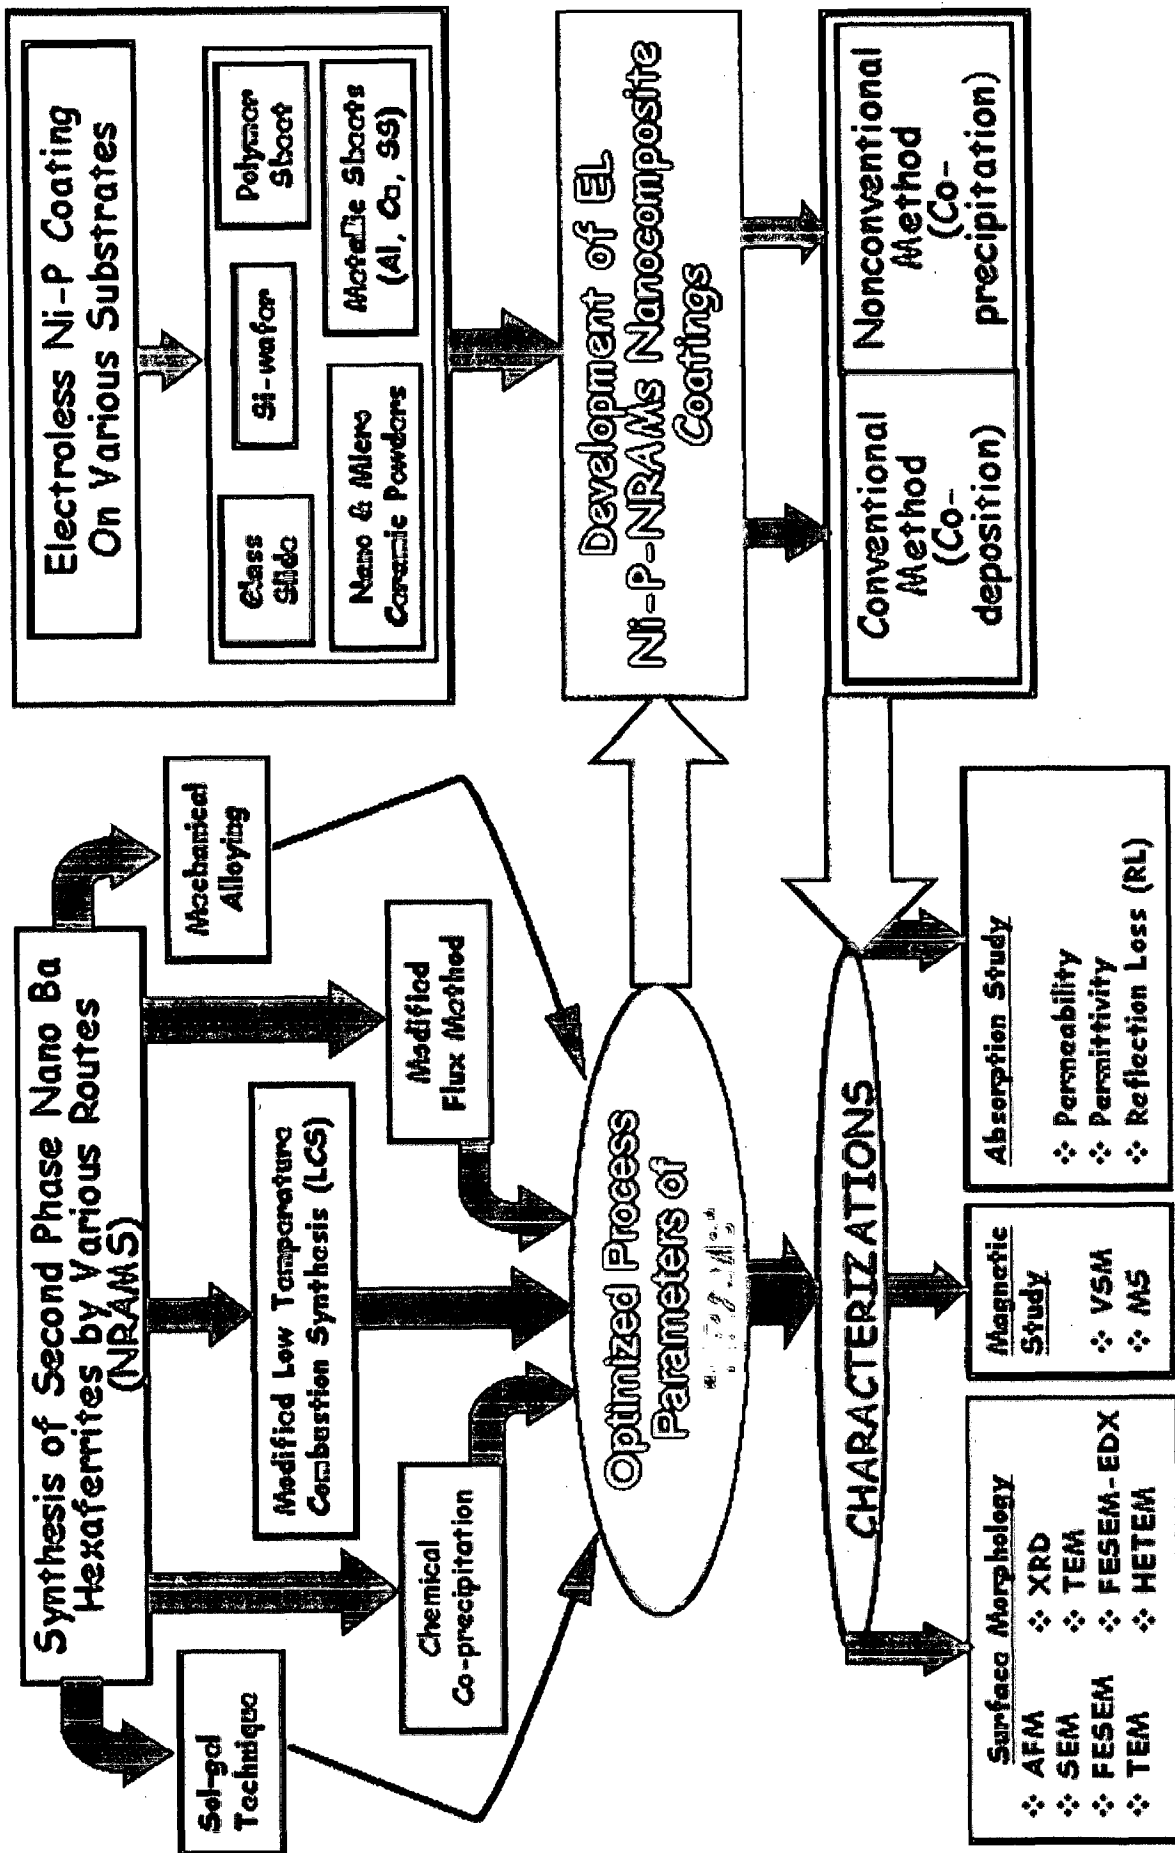 Synthesis of Second Phase Nano Ba
Hexaferrites by Various Routes
(NRAMS)
Sol-gel
Technique
Chemical
Co-precipitation
Modified Low Temperature
Combustion Synthesis (LCS)
Modified
Flux Method
Mechanical
Alloying
Optimized Process
Parameters of
CHARACTERIZATIONS
Surface Morphology
❖ AFM ❖ XRD
❖ SEM ❖ TEM
❖ FESEM ❖ FESEM-EDX
❖ TEM ❖ HETEM
Magnetic
Study
❖ VSM
❖ MS
Absorption Study
❖ Permeability
❖ Permittivity
❖ Reflection Loss (RL)
Electroless Ni-P Coating
On Various Substrates
Glass
Slide
Si-wafer
Polymer
Sheet
Nano & Micro
Ceramic Powders
Metallic Sheets
(Al, Cu, SS)
Development of EL
Ni-P-NRAMs Nanocomposite
Coatings
Conventional
Method
(Co-
deposition)
Nonconventional
Method
(Co-
precipitation)